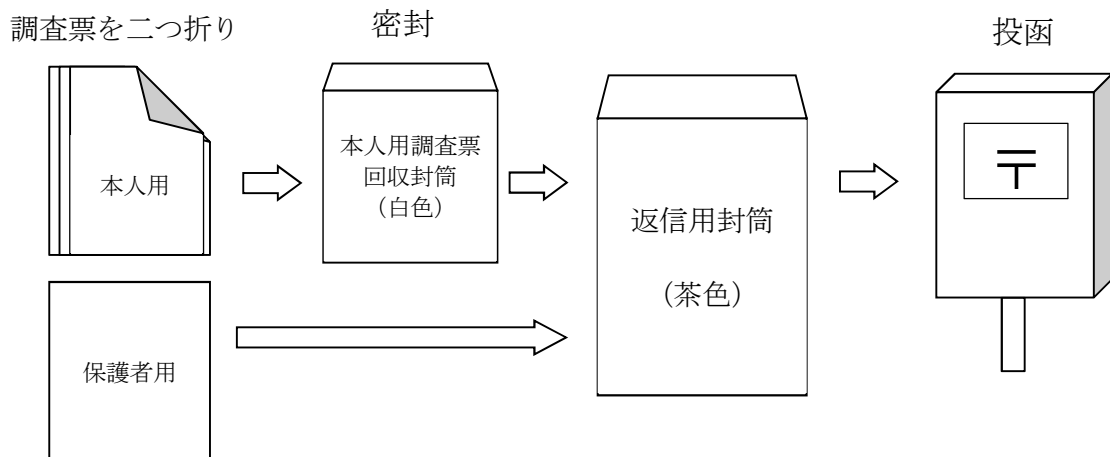 調査票を二つ折り
密封
投函
本人用
本人用調査票
回収封筒
（白色）
返信用封筒
（茶色）
〒
保護者用